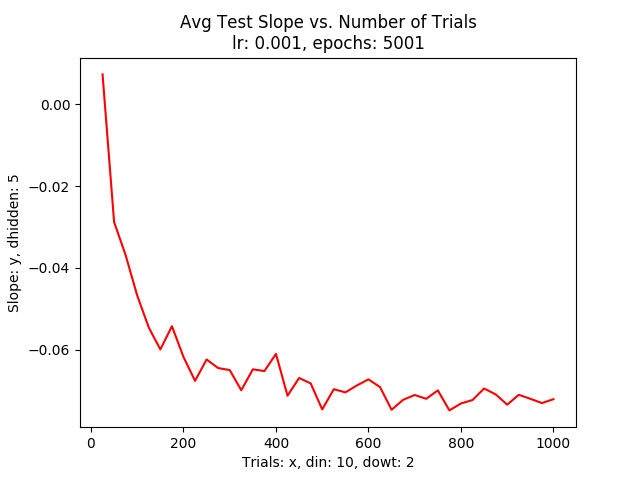 Avg Test Slope vs. Number of Trials
lr: 0.001, epochs: 5001
0.00
−0.02
−0.04
−0.06
Slope: y, dhidden: 5
0
200
400
600
800
1000
Trials: x, din: 10, dowt: 2